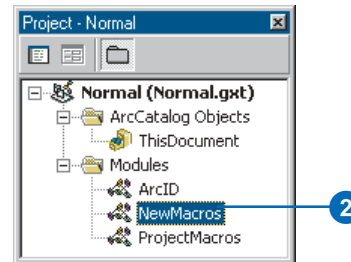 Project - Normal
Normal (Normal.gxt)
ArcCatalog Objects
ThisDocument
Modules
ArcID
NewMacros
2
ProjectMacros